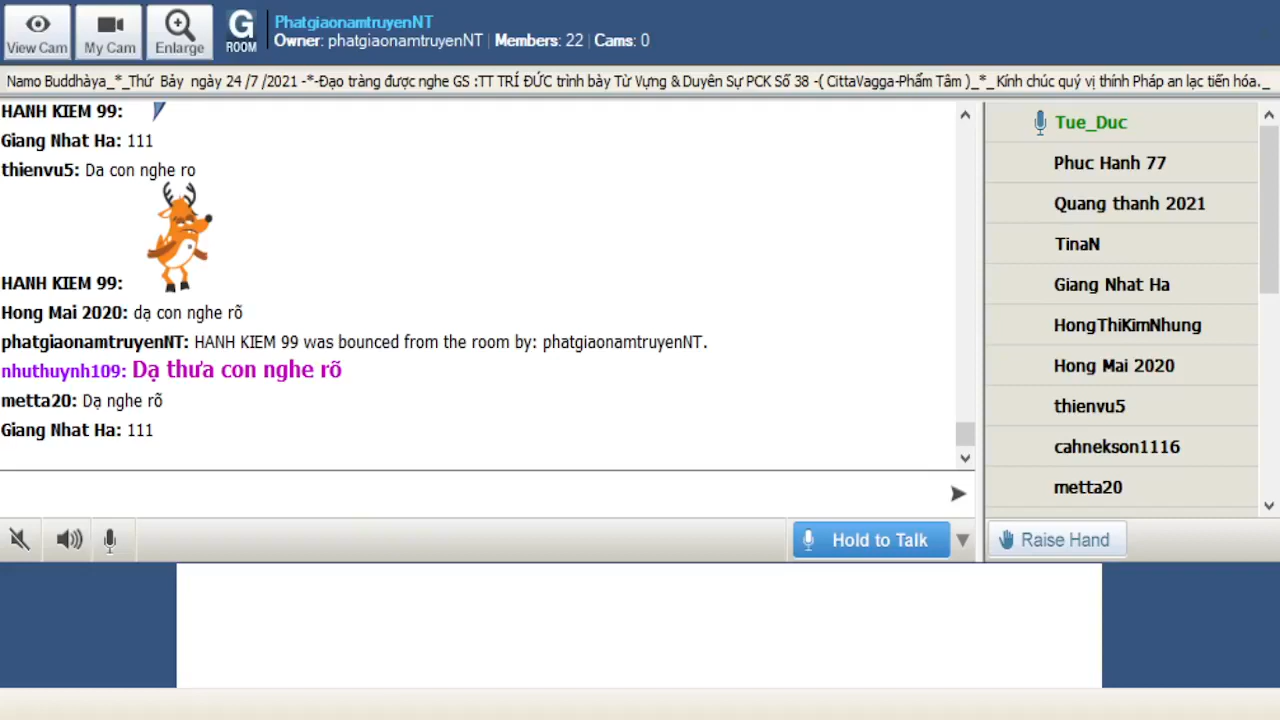 View Cam
My Cam
Enlarge
G
ROOM
PhatgiaonamtruyenNT
Owner: phatgiaonamtruyenNT | Members: 22 | Cams: 0
Namo Buddhàya_*_Thứ Bảy ngày 24 /7 /2021 -*-Đạo tràng được nghe GS :TT TRÍ ĐỨC trình bày Từ Vựng & Duyên Sự PCK Số 38 -( CittaVagga-Phẩm Tâm )_*_Kính chúc quý vị thính Pháp an lạc tiến hóa._
HANH KIEM 99:
Giang Nhat Ha: 111
thienvu5: Da con nghe ro
HANH KIEM 99:
Hong Mai 2020: dạ con nghe rõ
phatgiaonamtruyenNT: HANH KIEM 99 was bounced from the room by: phatgiaonamtruyenNT.
nhuthuynh109: Dạ thưa con nghe rõ
metta20: Dạ nghe rõ
Giang Nhat Ha: 111
Tue_Duc
Phuc Hanh 77
Quang thanh 2021
TinaN
Giang Nhat Ha
HongThiKimNhung
Hong Mai 2020
thienvu5
cahnekson1116
metta20
Hold to Talk
Raise Hand